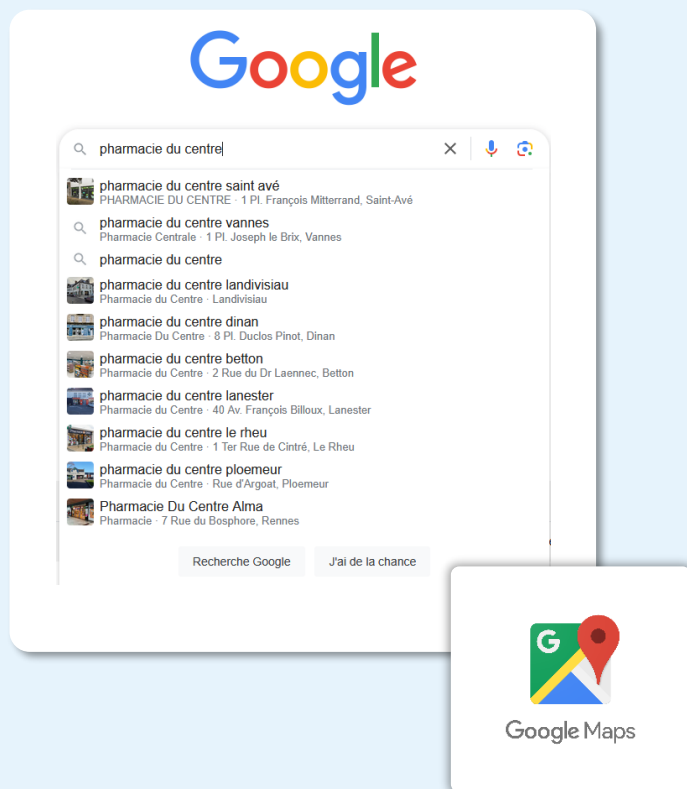 Google
pharmacie du centre
pharmacie du centre saint avé
PHARMACIE DU CENTRE · 1 Pl. François Mitterrand, Saint-Avé
pharmacie du centre vannes
Pharmacie Centrale · 1 Pl. Joseph le Brix, Vannes
pharmacie du centre
pharmacie du centre landivisiau
Pharmacie du Centre · Landivisiau
pharmacie du centre dinan
Pharmacie Du Centre · 8 Pl. Duclos Pinot, Dinan
pharmacie du centre betton
Pharmacie du Centre · 2 Rue du Dr Laennec, Betton
pharmacie du centre lanester
Pharmacie du Centre · 40 Av. François Billoux, Lanester
pharmacie du centre le rheu
Pharmacie du Centre · 1 Ter Rue de Cintré, Le Rheu
pharmacie du centre ploemeur
Pharmacie du Centre · Rue d'Argoat, Ploemeur
Pharmacie Du Centre Alma
Pharmacie · 7 Rue du Bosphore, Rennes
Recherche Google
J'ai de la chance
G
Google Maps